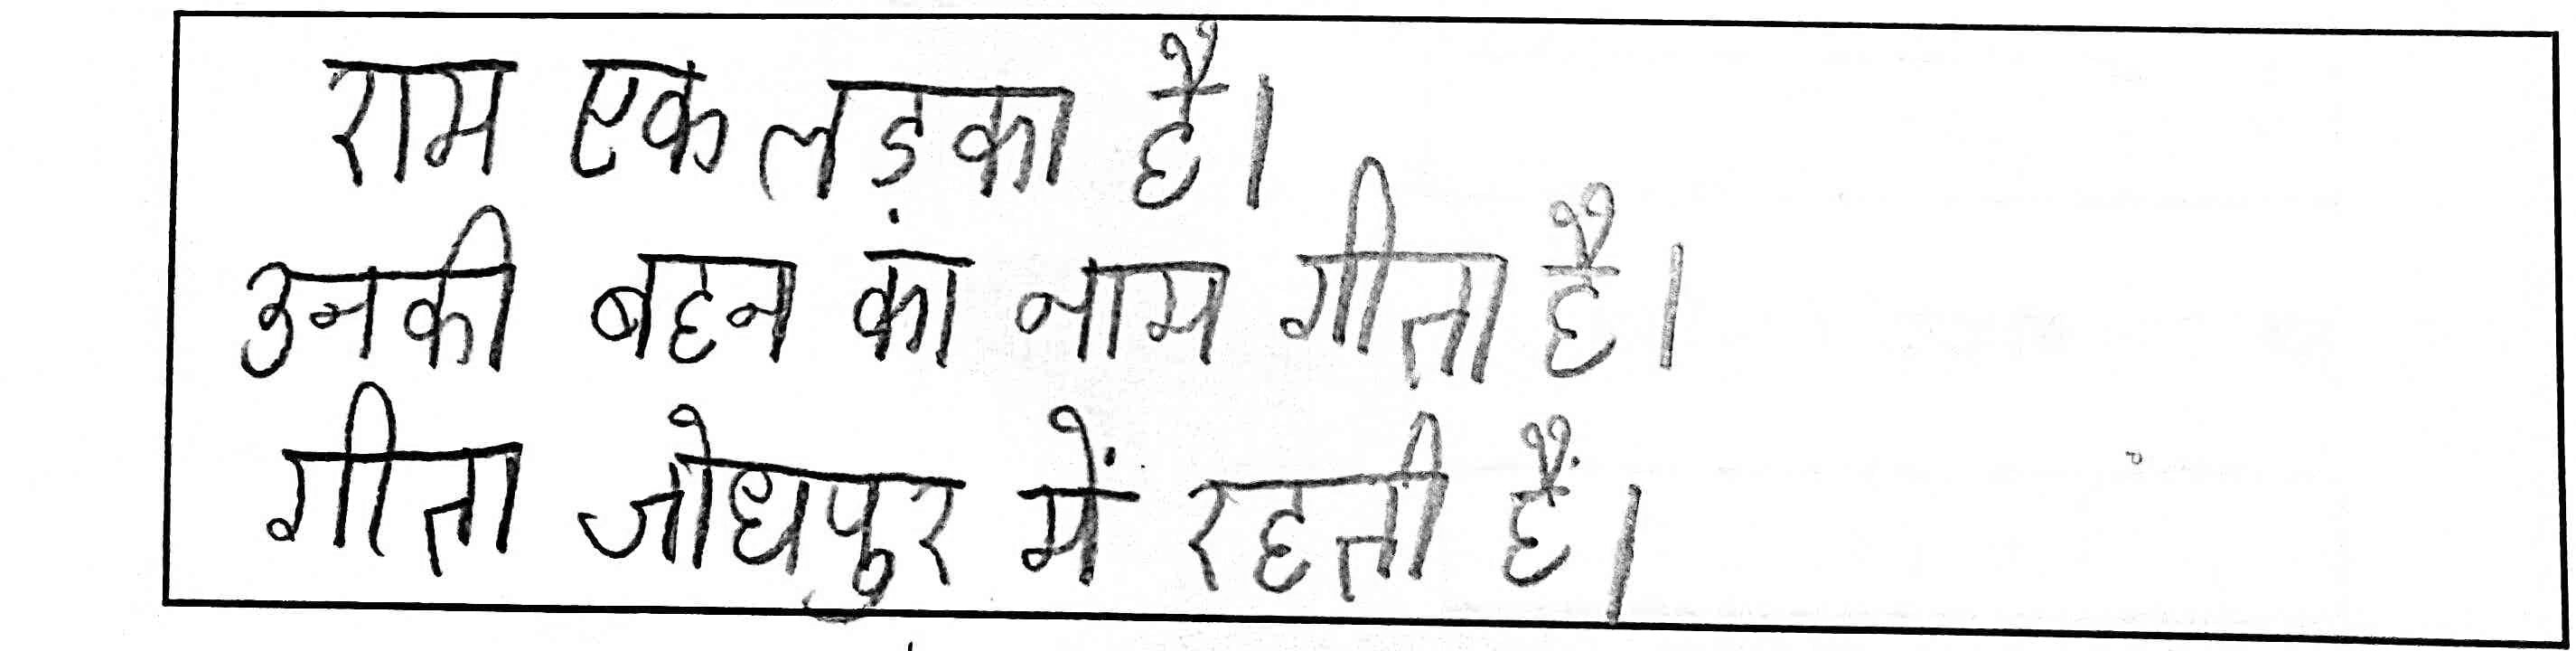 राम एक लड़का है।
उनकी बहन का नाम गीता है।
गीता जोधपुर में रहती हैं।